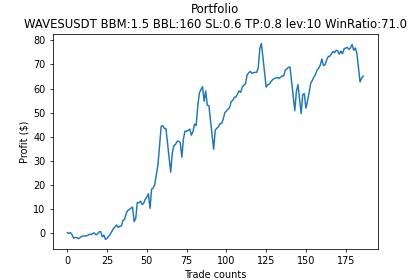 Portfolio
WAVESUSDT BBM:1.5 BBL:160 SL:0.6 TP:0.8 lev:10 WinRatio:71.0
80
70
60
50
40
30
20
10
0
Profit ($)
0 25 50 75 100 125 150 175
Trade counts